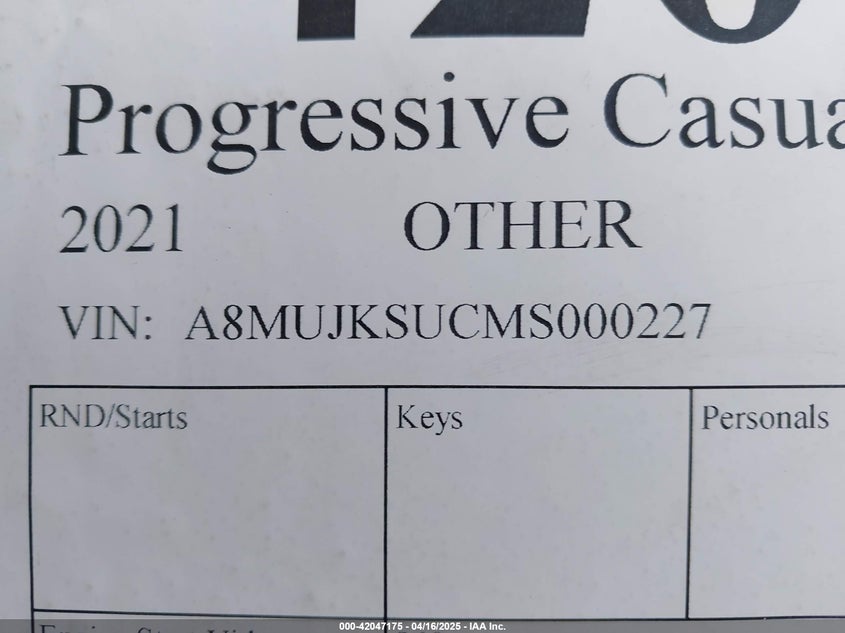 Progressive Casua
2021 OTHER
VIN: A8MUJKSUCMS000227
RND/Starts Keys Personals
000-42047175 - 04/16/2025 - IAA Inc.